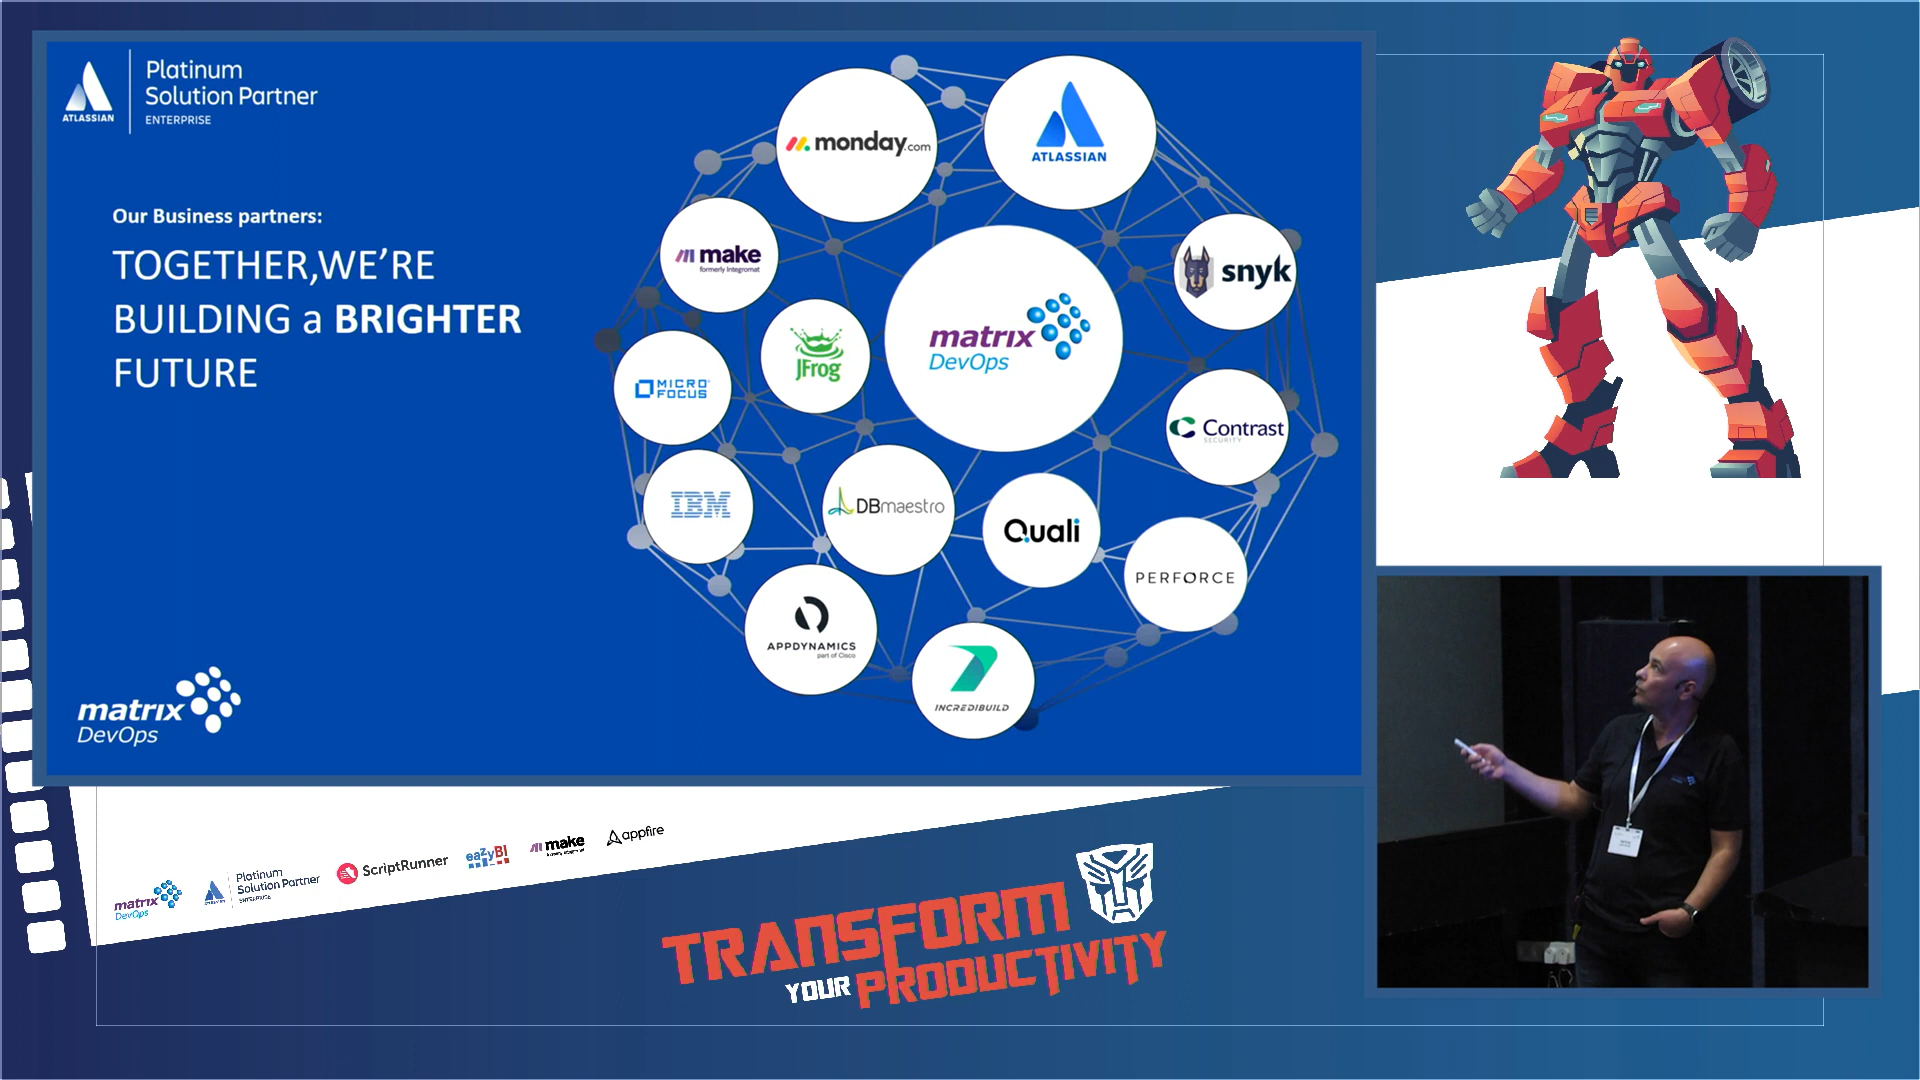 ATLASSIAN
Platinum
Solution Partner
ENTERPRISE
Our Business partners:
TOGETHER,WE’RE
BUILDING a BRIGHTER
FUTURE
monday.com
ATLASSIAN
make
formerly Integromat
snyk
matrix
DevOps
JFrog
MICRO
FOCUS
Contrast
SECURITY
IBM
DBmaestro
Quali
PERFORCE
APPDYNAMICS
part of Cisco
INCREDIBUILD
matrix
DevOps
matrix
DevOps
Platinum
Solution Partner
ENTERPRISE
ScriptRunner
eazyBI
make
appfire
TRANSFORM
YOUR PRODUCTIVITY